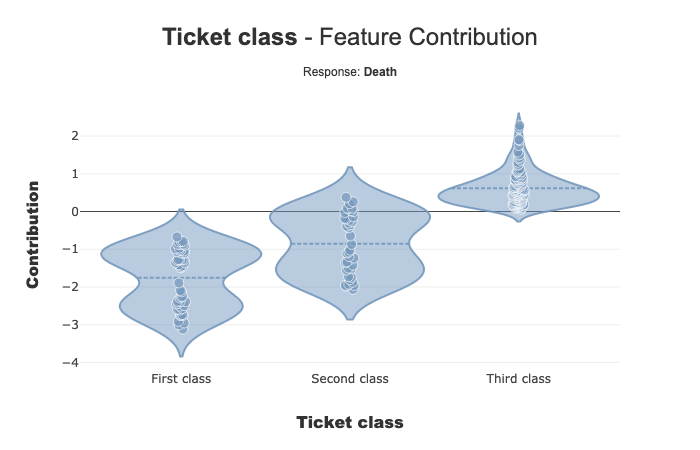 Ticket class - Feature Contribution
Response: Death
Contribution
2
1
0
−1
−2
−3
−4
First class
Second class
Third class
Ticket class